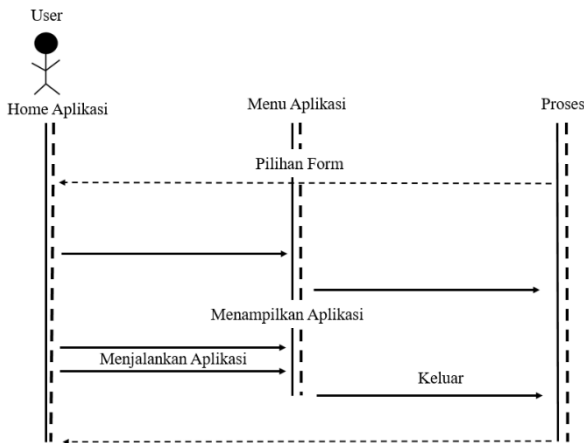 User
Home Aplikasi
Menu Aplikasi
Proses
Pilihan Form
Menampilkan Aplikasi
Menjalankan Aplikasi
Keluar